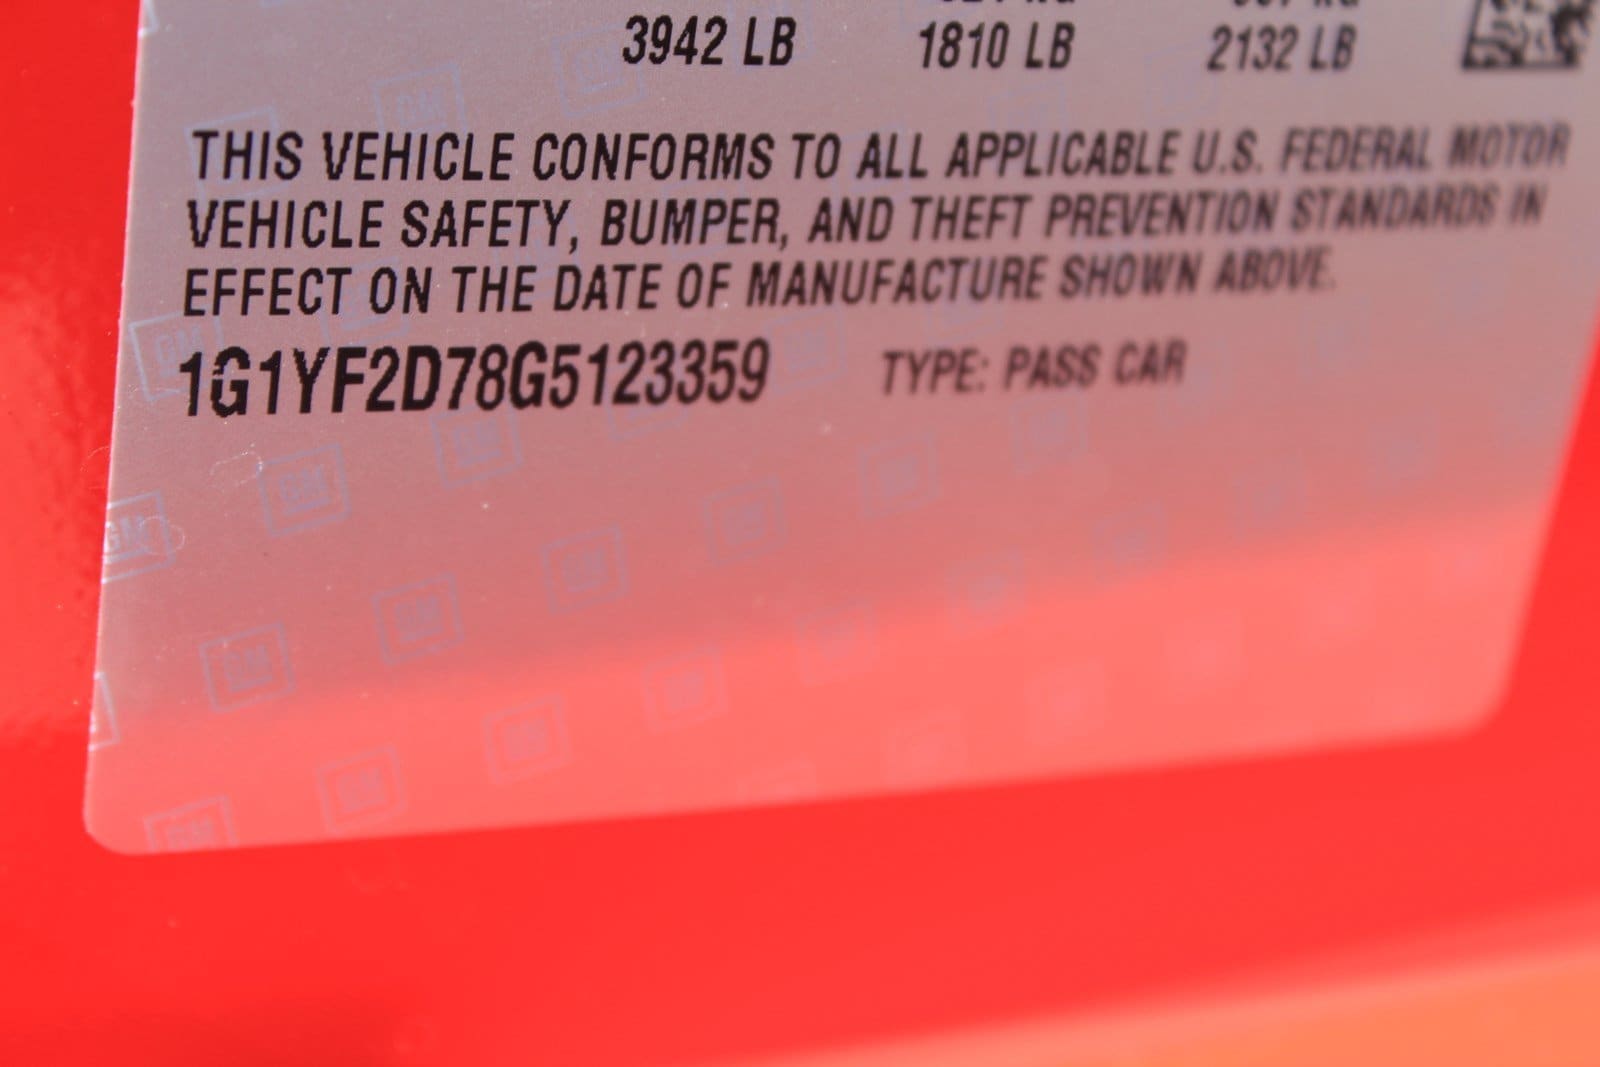 3942 LB 1810 LB 2132 LB
THIS VEHICLE CONFORMS TO ALL APPLICABLE U.S. FEDERAL MOTOR
VEHICLE SAFETY, BUMPER, AND THEFT PREVENTION STANDARDS IN
EFFECT ON THE DATE OF MANUFACTURE SHOWN ABOVE.
1G1YF2D78G5123359 TYPE: PASS CAR
GM